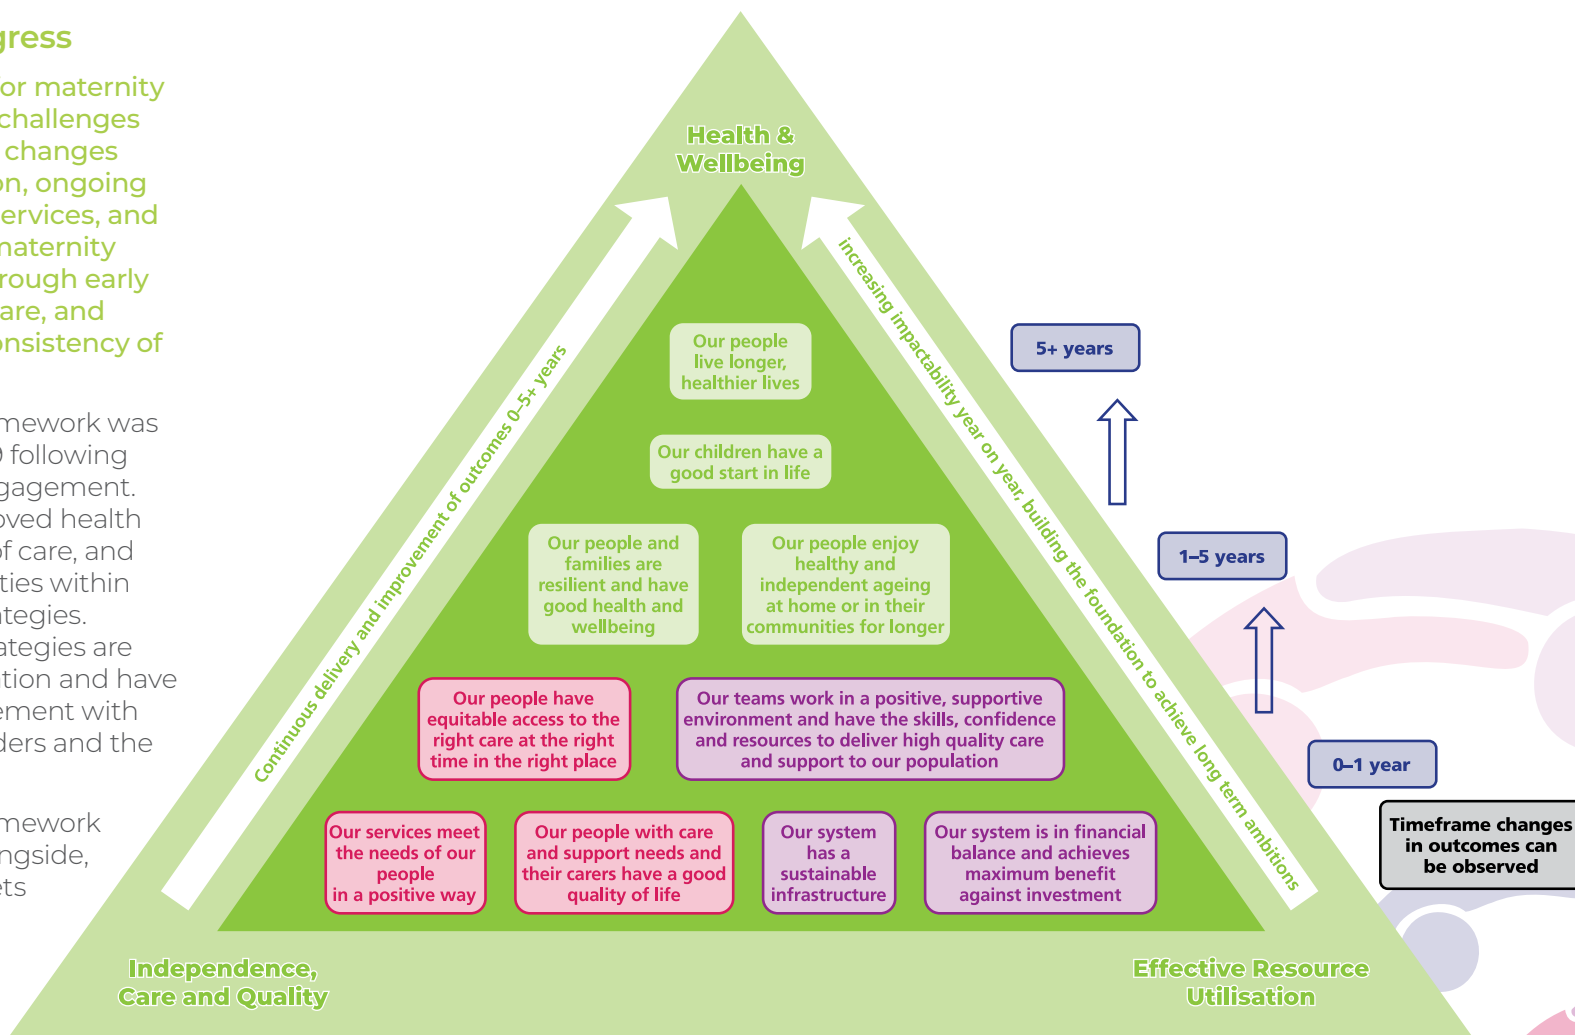 gress
or maternity
challenges
changes
on, ongoing
ervices, and
maternity
rough early
are, and
onsistency of
mework was
following
gagement.
oved health
of care, and
ties within
ategies.
ategies are
ation and have
ement with
ders and the
mework
ngside,
ets
Health &
Wellbeing
Continuous delivery and improvement of outcomes 0–5+ years
increasing impactability year on year, building the foundation to achieve long term ambitions
Our people
live longer,
healthier lives
Our children have a
good start in life
Our people and
families are
resilient and have
good health and
wellbeing
Our people enjoy
healthy and
independent ageing
at home or in their
communities for longer
Our people have
equitable access to the
right care at the right
time in the right place
Our teams work in a positive, supportive
environment and have the skills, confidence
and resources to deliver high quality care
and support to our population
Our services meet
the needs of our
people
in a positive way
Our people with care
and support needs and
their carers have a good
quality of life
Our system
has a
sustainable
infrastructure
Our system is in financial
balance and achieves
maximum benefit
against investment
Independence,
Care and Quality
Effective Resource
Utilisation
5+ years
1–5 years
0–1 year
Timeframe changes
in outcomes can
be observed